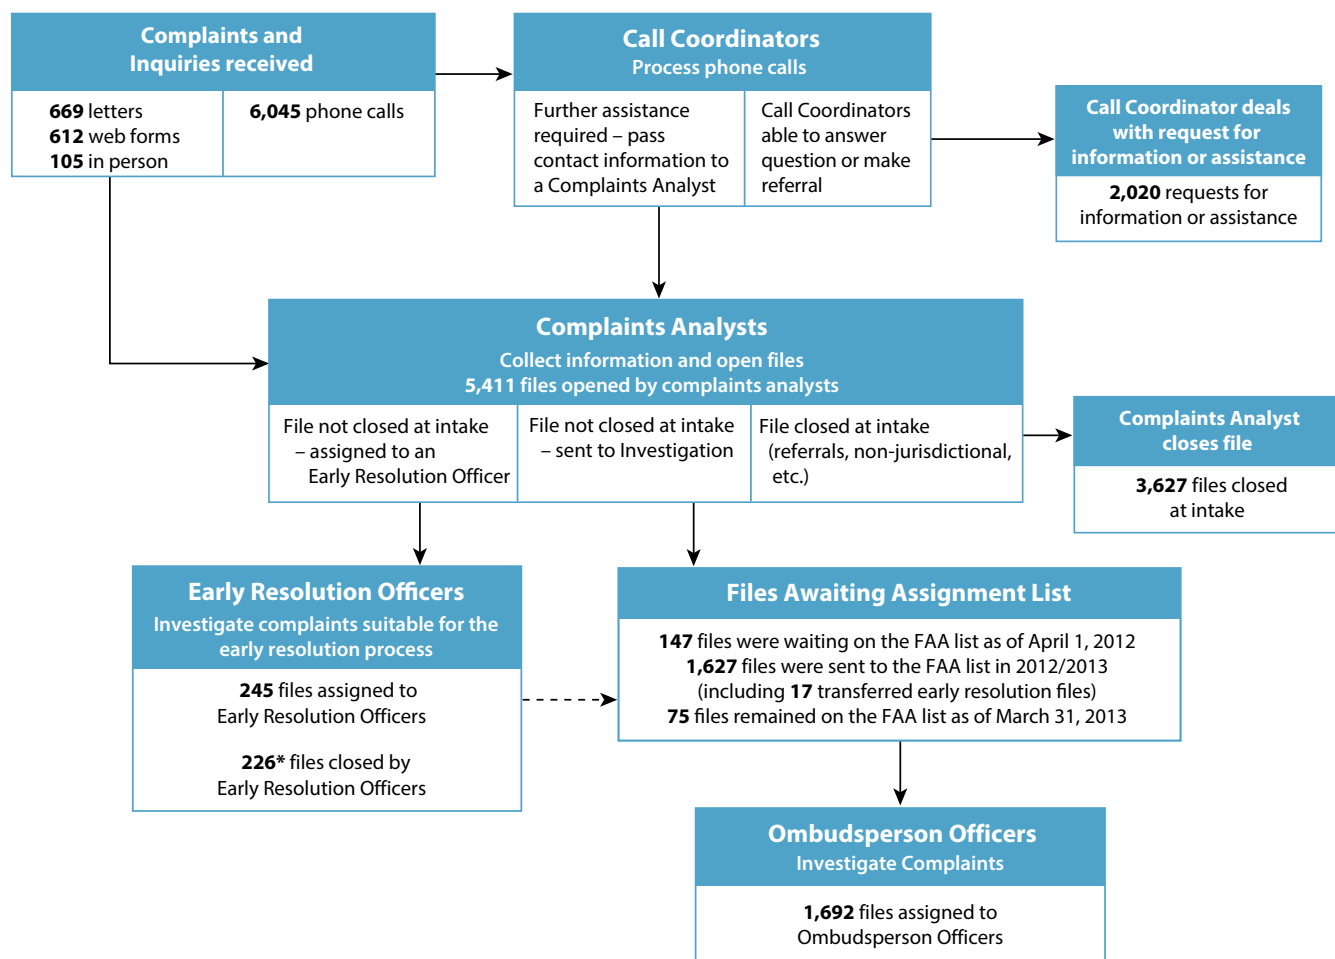 Complaints and
Inquiries received
669 letters
612 web forms
105 in person
6,045 phone calls
Call Coordinators
Process phone calls
Further assistance
required – pass
contact information to
a Complaints Analyst
Call Coordinators
able to answer
question or make
referral
Call Coordinator deals
with request for
information or assistance
2,020 requests for
information or assistance
Complaints Analysts
Collect information and open files
5,411 files opened by complaints analysts
File not closed at intake
– assigned to an
Early Resolution Officer
File not closed at intake
– sent to Investigation
File closed at intake
(referrals, non-jurisdictional,
etc.)
Complaints Analyst
closes file
3,627 files closed
at intake
Early Resolution Officers
Investigate complaints suitable for the
early resolution process
245 files assigned to
Early Resolution Officers
226* files closed by
Early Resolution Officers
Files Awaiting Assignment List
147 files were waiting on the FAA list as of April 1, 2012
1,627 files were sent to the FAA list in 2012/2013
(including 17 transferred early resolution files)
75 files remained on the FAA list as of March 31, 2013
Ombudsperson Officers
Investigate Complaints
1,692 files assigned to
Ombudsperson Officers